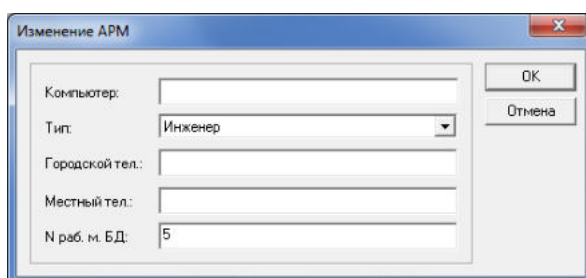 Изменение АРМ
Компьютер:
OK
Тип: Инженер
Отмена
Городской тел.:
Местный тел.:
N раб. м. БД: 5